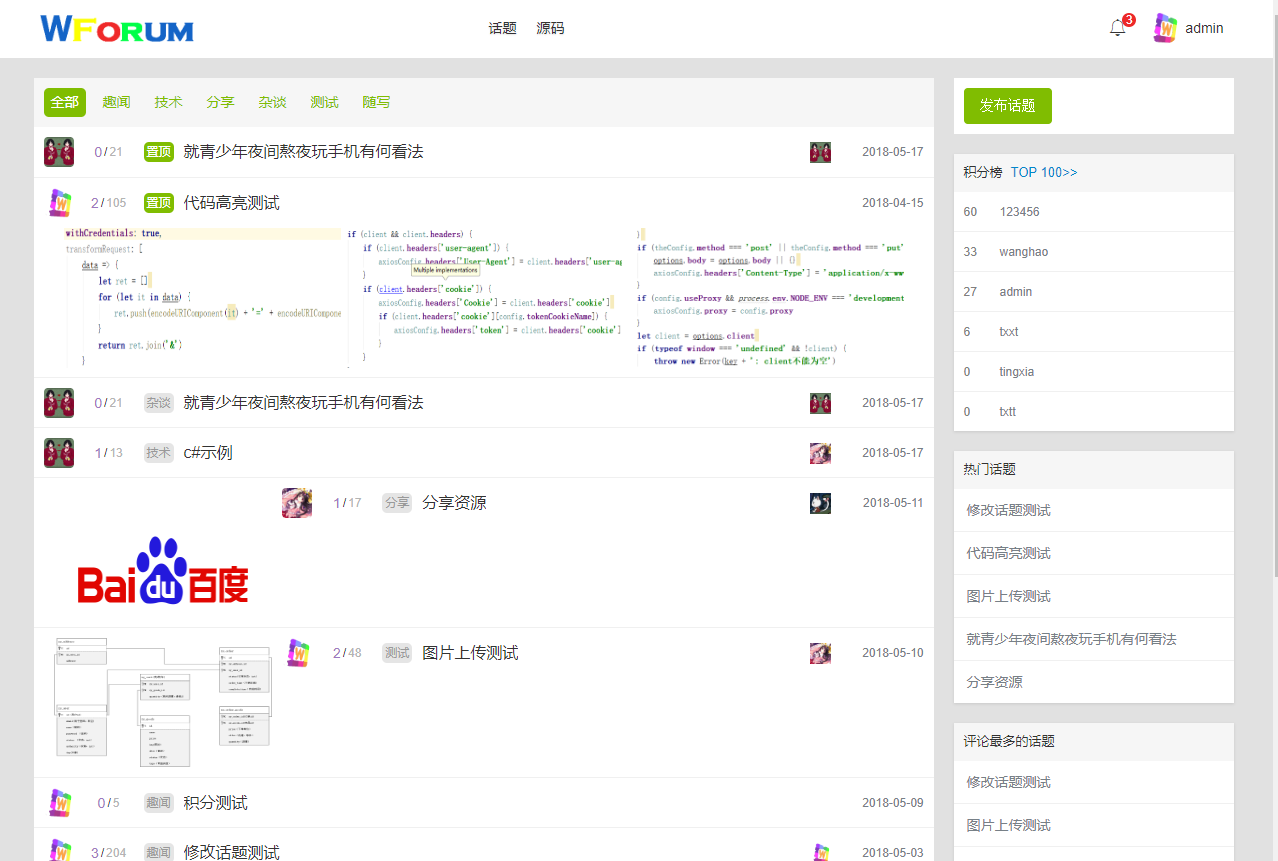 WFORUM
话题 源码
3
admin
全部 趣闻 技术 分享 杂谈 测试 随写
0/21 置顶 就青少年夜间熬夜玩手机有何看法 2018-05-17
2/105 置顶 代码高亮测试 2018-04-15
withCredentials: true,
transformRequest: [
data => {
let ret = []
for (let it in data) {
ret.push(encodeURIComponent(it) + '=' + encodeURICompone
}
return ret.join('&')
}
if (client && client.headers) {
if (client.headers['user-agent']) {
axiosConfig.headers['User-Agent'] = client.headers['user-ag
Multiple implementations
}
if (client.headers['cookie']) {
axiosConfig.headers['Cookie'] = client.headers['cookie']
if (client.headers['cookie'][config.tokenCookieName]) {
axiosConfig.headers['token'] = client.headers['cookie']
}
}
}
if (theConfig.method === 'post' || theConfig.method === 'put'
options.body = options.body || {}
axiosConfig.headers['Content-Type'] = 'application/x-ww
}
if (config.useProxy && process.env.NODE_ENV === 'development
axiosConfig.proxy = config.proxy
}
let client = options.client
if (typeof window === 'undefined' && !client) {
throw new Error(key + ': client不能为空')
0/21 杂谈 就青少年夜间熬夜玩手机有何看法 2018-05-17
1/13 技术 c#示例 2018-05-17
1/17 分享 分享资源 2018-05-11
Bai du 百度
2/48 测试 图片上传测试 2018-05-10
0/5 趣闻 积分测试 2018-05-09
3/204 趣闻 修改话题测试 2018-05-03
发布话题
积分榜 TOP 100>>
60 123456
33 wanghao
27 admin
6 txxt
0 tingxia
0 txtt
热门话题
修改话题测试
代码高亮测试
图片上传测试
就青少年夜间熬夜玩手机有何看法
分享资源
评论最多的话题
修改话题测试
图片上传测试